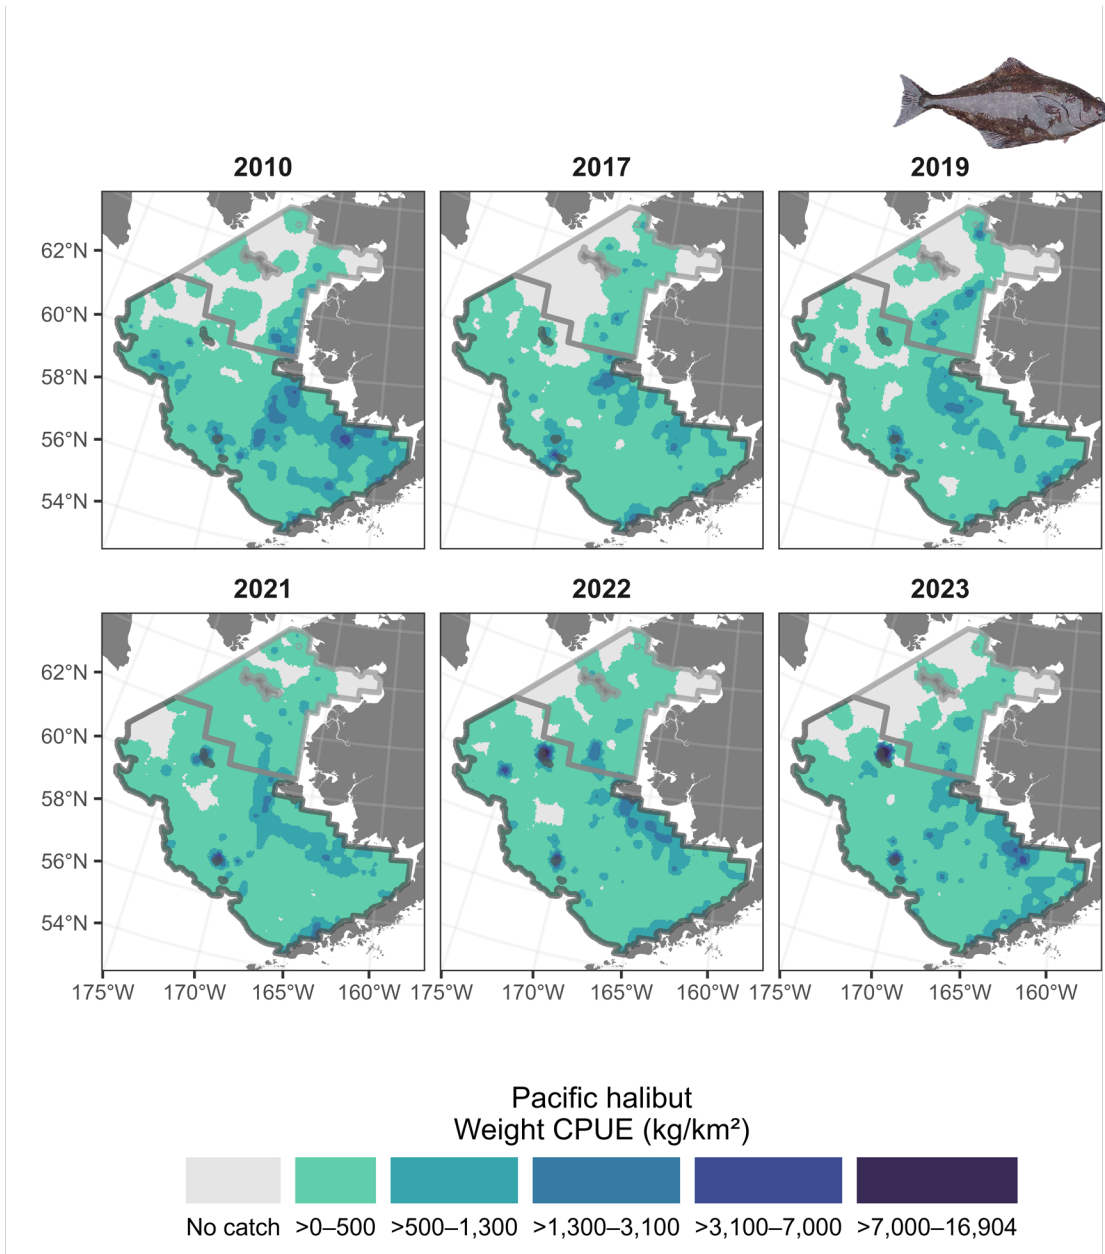 2010 2017 2019
62°N
60°N
58°N
56°N
54°N
2021 2022 2023
62°N
60°N
58°N
56°N
54°N
175°W 170°W 165°W 160°W 175°W 170°W 165°W 160°W 175°W 170°W 165°W 160°W
Pacific halibut
Weight CPUE (kg/km²)
No catch >0–500 >500–1,300 >1,300–3,100 >3,100–7,000 >7,000–16,904